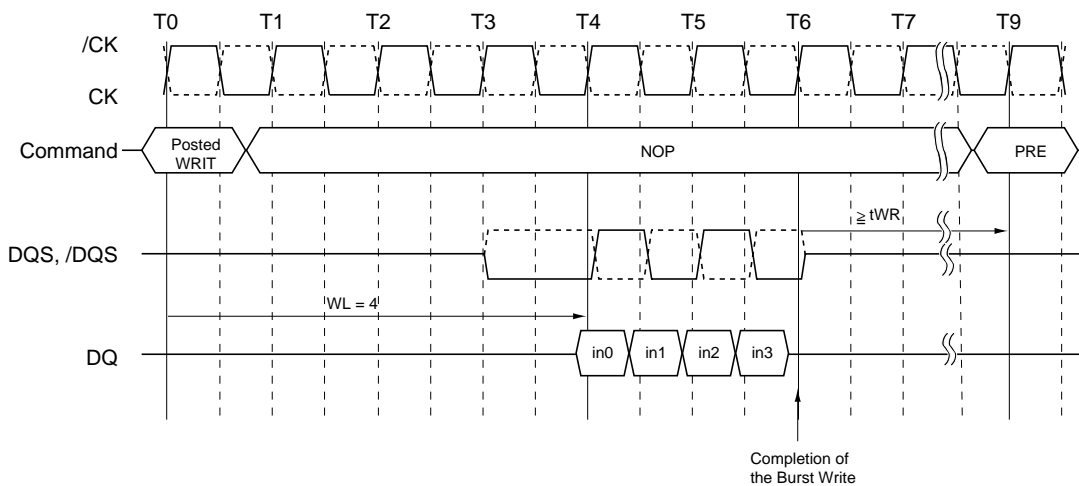 T0 T1 T2 T3 T4 T5 T6 T7 T9
/CK
CK
Command
Posted
WRIT
NOP
PRE
≧ tWR
DQS, /DQS
WL = 4
DQ
in0 in1 in2 in3
Completion of
the Burst Write